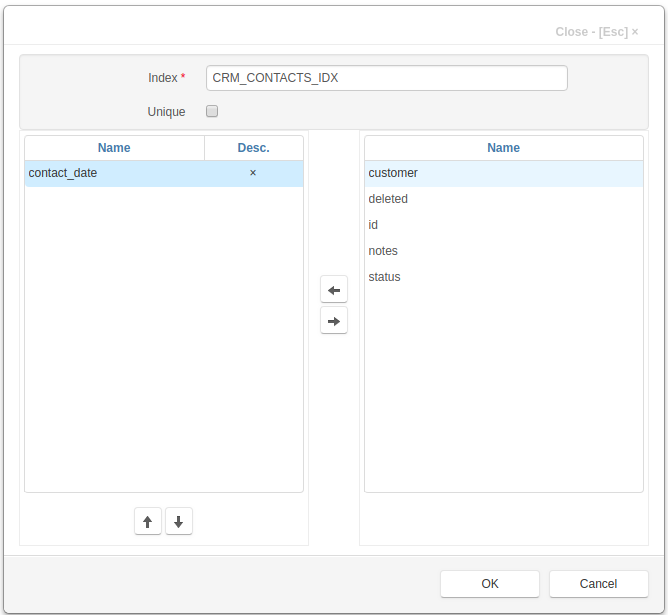 Close - [Esc] ×
Index * CRM_CONTACTS_IDX
Unique
Name Desc.
contact_date ×
Name
customer
deleted
id
notes
status
OK Cancel